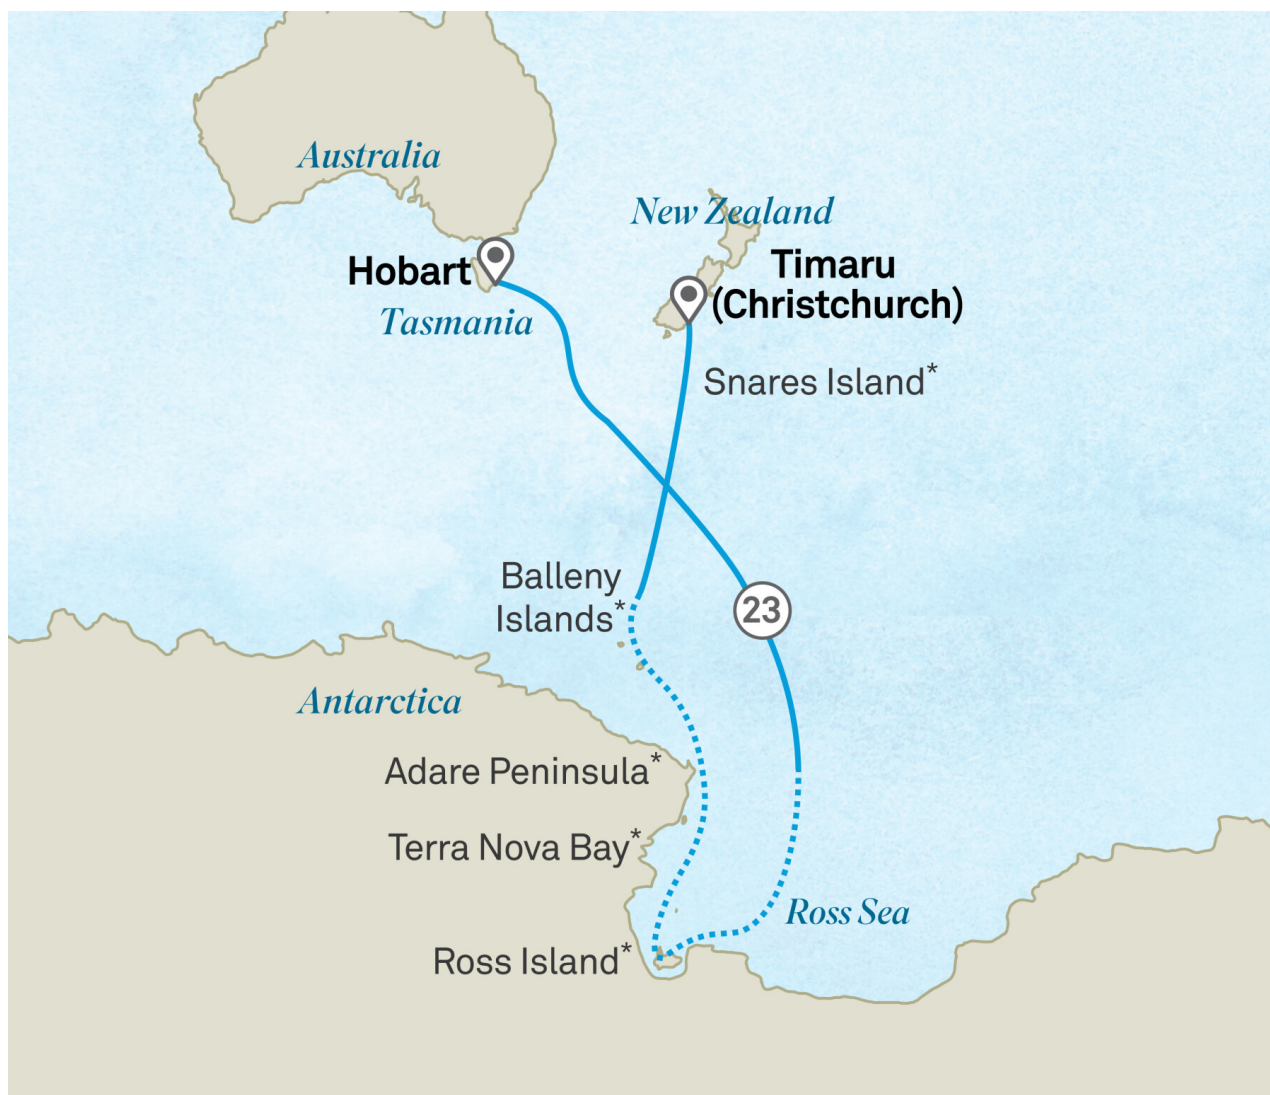 Australia
New Zealand
Hobart
Timaru
(Christchurch)
Tasmania
Snares Island*
Balleny
Islands*
23
Antarctica
Adare Peninsula*
Terra Nova Bay*
Ross Sea
Ross Island*